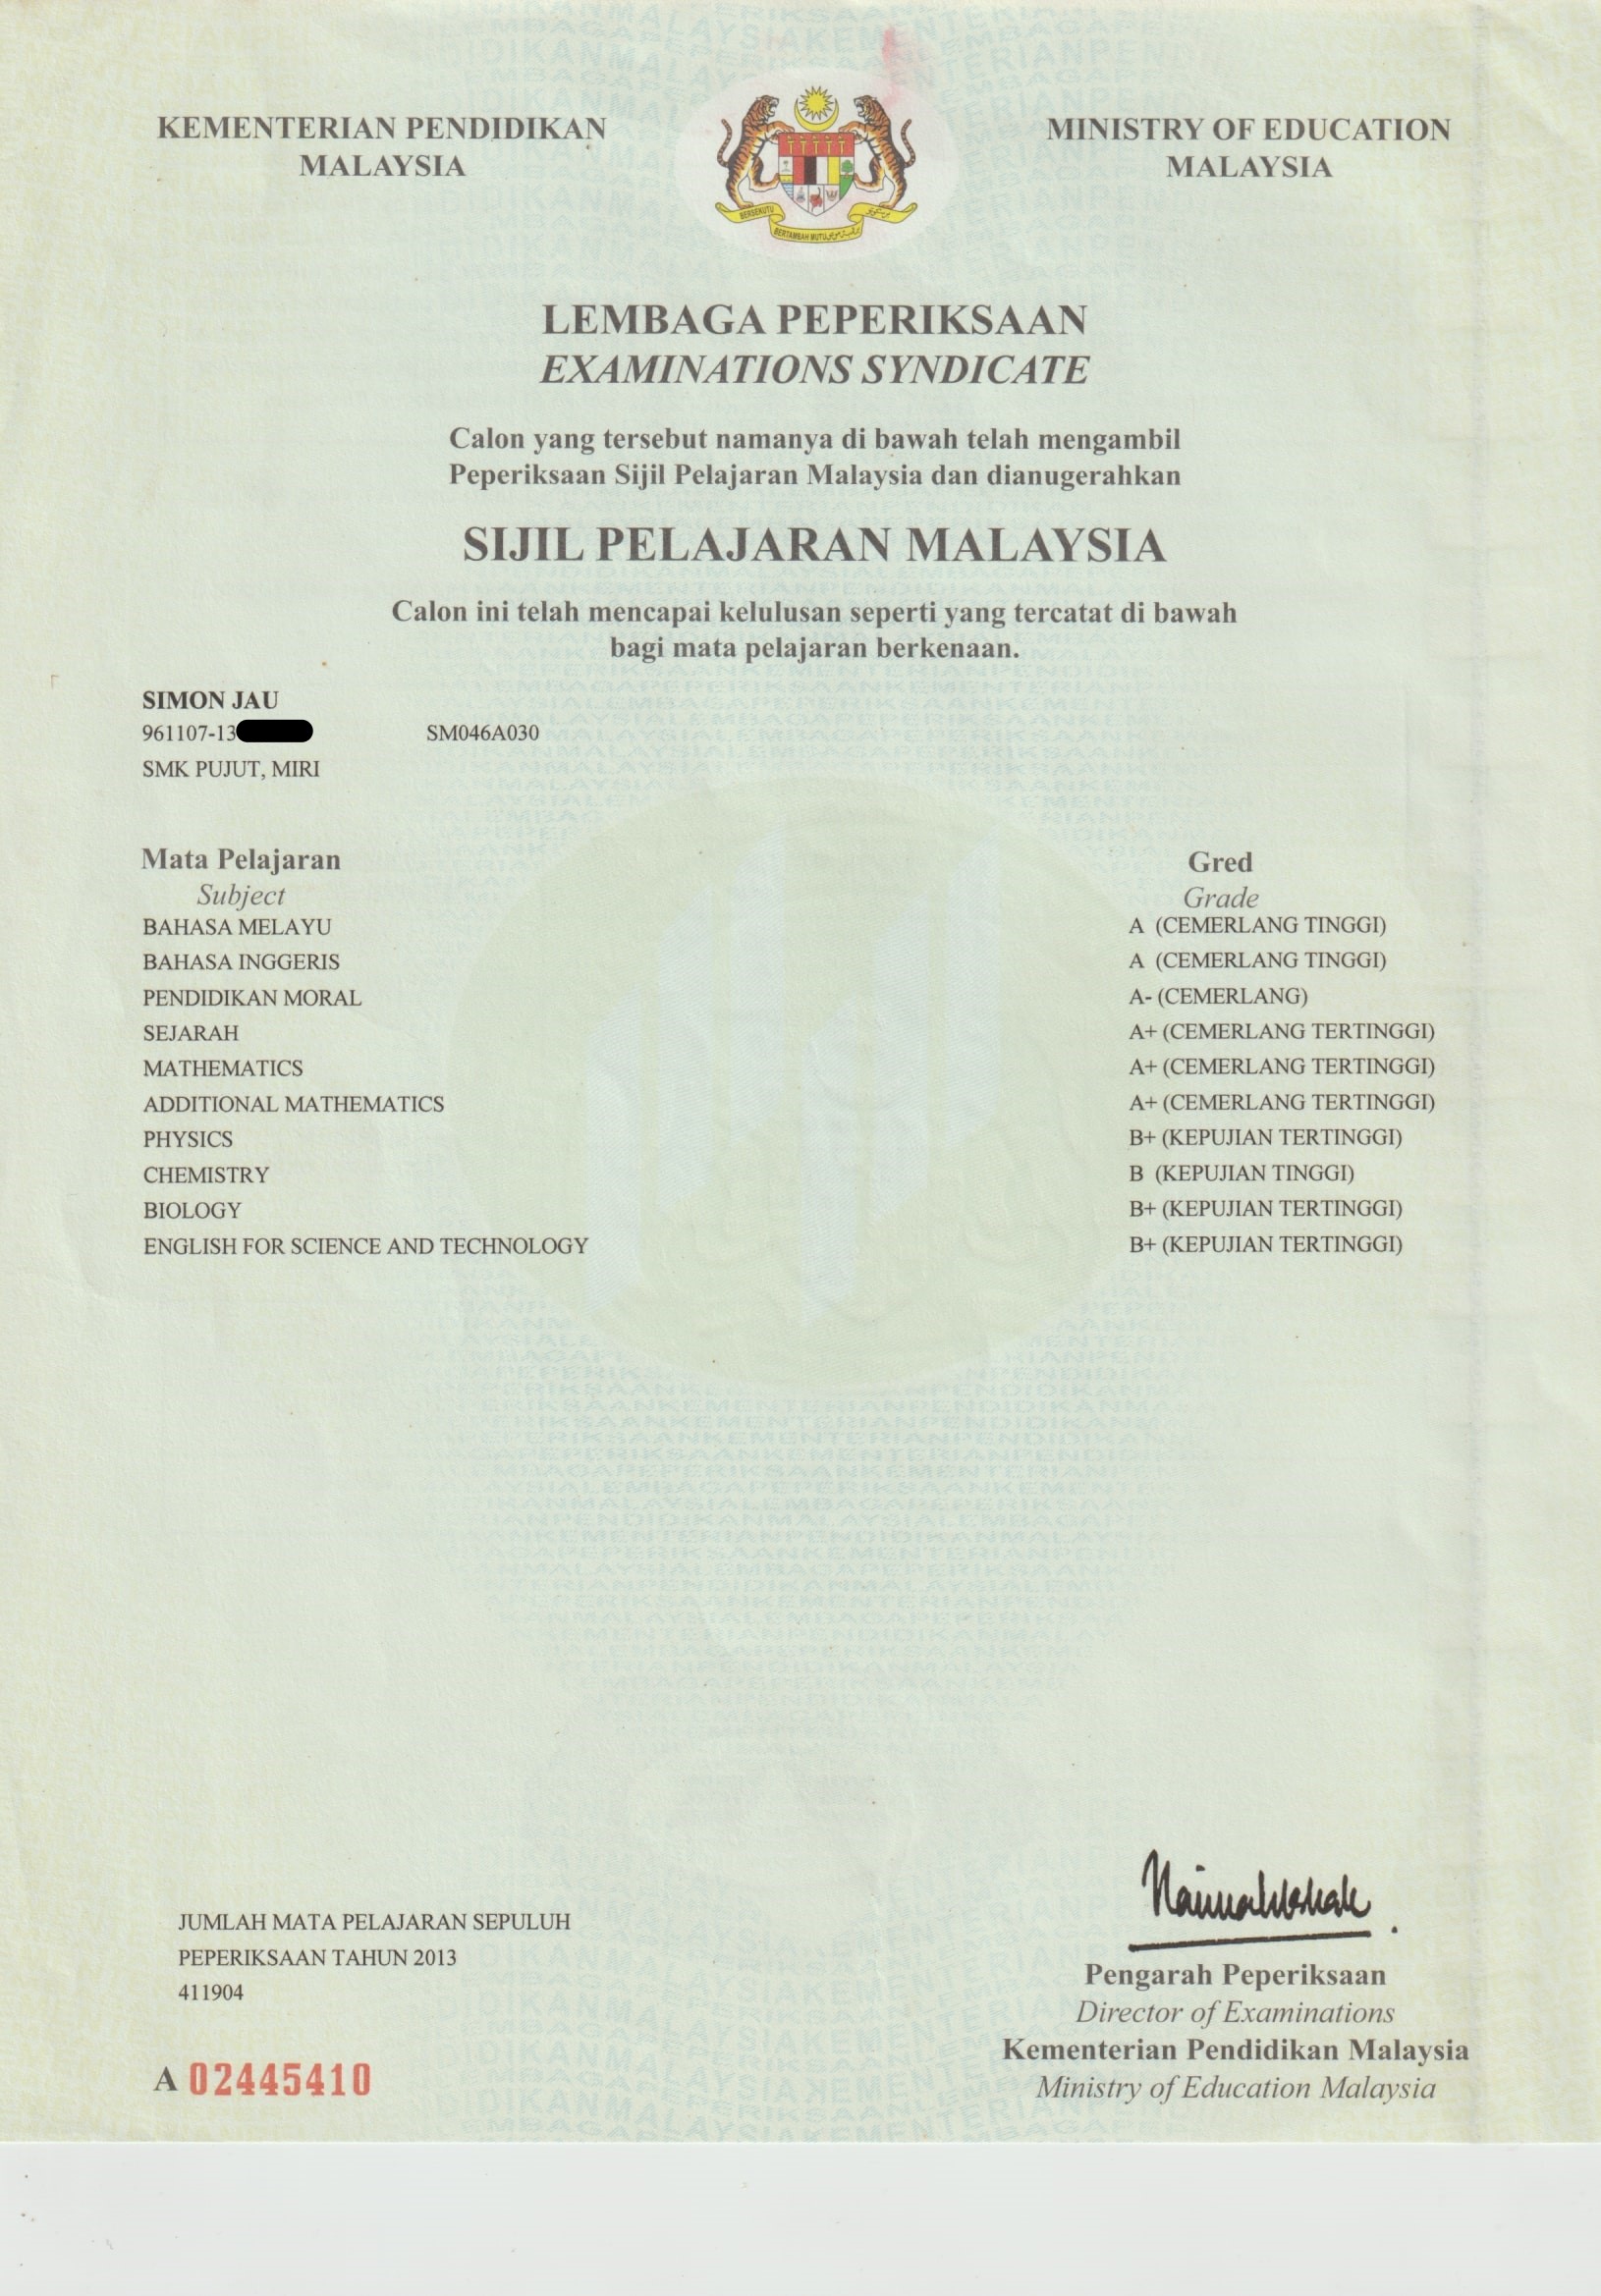 KEMENTERIAN PENDIDIKAN
MALAYSIA
MINISTRY OF EDUCATION
MALAYSIA
BERSEKUTU
BERTAMBAH MUTU
LEMBAGA PEPERIKSAAN
EXAMINATIONS SYNDICATE
Calon yang tersebut namanya di bawah telah mengambil
Peperiksaan Sijil Pelajaran Malaysia dan dianugerahkan
SIJIL PELAJARAN MALAYSIA
Calon ini telah mencapai kelulusan seperti yang tercatat di bawah
bagi mata pelajaran berkenaan.
SIMON JAU
961107-13 SM046A030
SMK PUJUT, MIRI
Mata Pelajaran Gred
Subject Grade
BAHASA MELAYU A (CEMERLANG TINGGI)
BAHASA INGGERIS A (CEMERLANG TINGGI)
PENDIDIKAN MORAL A- (CEMERLANG)
SEJARAH A+ (CEMERLANG TERTINGGI)
MATHEMATICS A+ (CEMERLANG TERTINGGI)
ADDITIONAL MATHEMATICS A+ (CEMERLANG TERTINGGI)
PHYSICS B+ (KEPUJIAN TERTINGGI)
CHEMISTRY B (KEPUJIAN TINGGI)
BIOLOGY B+ (KEPUJIAN TERTINGGI)
ENGLISH FOR SCIENCE AND TECHNOLOGY B+ (KEPUJIAN TERTINGGI)
JUMLAH MATA PELAJARAN SEPULUH
PEPERIKSAAN TAHUN 2013
411904
A 02445410
Pengarah Peperiksaan
Director of Examinations
Kementerian Pendidikan Malaysia
Ministry of Education Malaysia